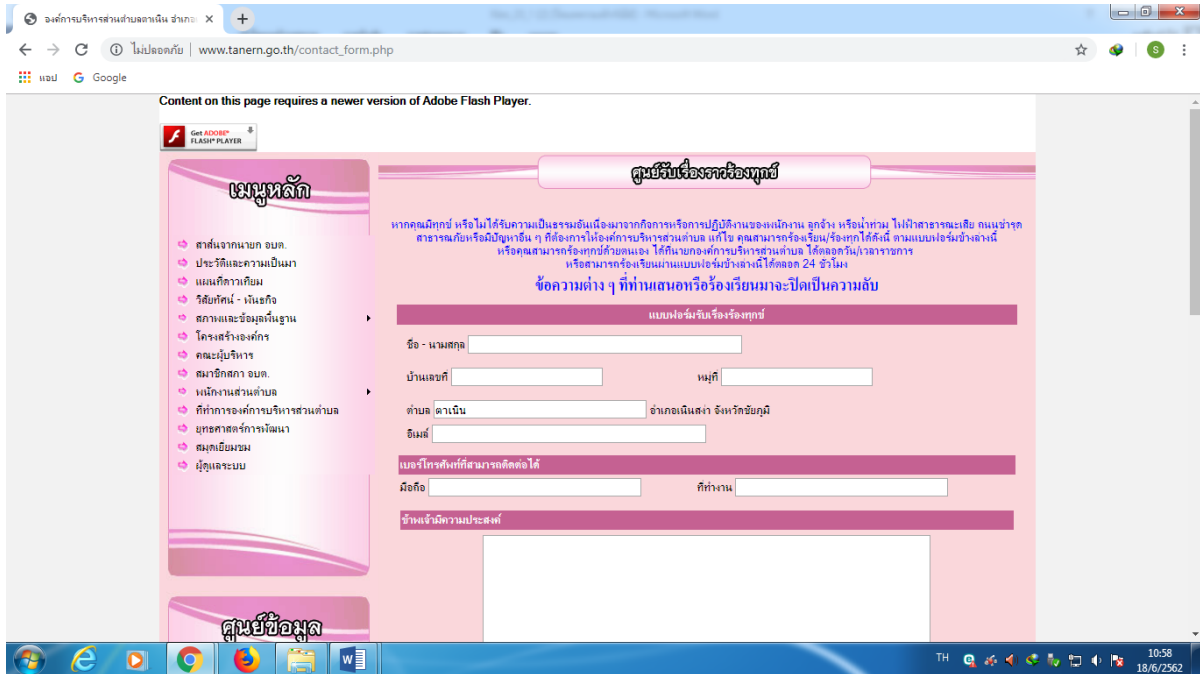 องค์การบริหารส่วนตำบลตาเนิน อำเภอ
ไม่ปลอดภัย
www.tanern.go.th/contact_form.php
S
แอป
Google
Content on this page requires a newer version of Adobe Flash Player.
Get ADOBE®
FLASH® PLAYER
เมนูหลัก
สาส์นจากนายก อบต.
ประวัติและความเป็นมา
แผนที่ดาวเทียม
วิสัยทัศน์ - พันธกิจ
สภาพและข้อมูลพื้นฐาน
โครงสร้างองค์กร
คณะผู้บริหาร
สมาชิกสภา อบต.
พนักงานส่วนตำบล
ที่ทำการองค์การบริหารส่วนตำบล
ยุทธศาสตร์การพัฒนา
สมุดเยี่ยมชม
ผู้ดูแลระบบ
ศูนย์ข้อมูล
ศูนย์รับเรื่องราวร้องทุกข์
หากคุณมีทุกข์ หรือไม่ได้รับความเป็นธรรมอันเนื่องมาจากกิจการหรือการปฏิบัติงานของพนักงาน ลูกจ้าง หรือน้ำท่วม ไฟฟ้าสาธารณะเสีย ถนนชำรุด
สาธารณภัยหรือมีปัญหาอื่น ๆ ที่ต้องการให้องค์การบริหารส่วนตำบล แก้ไข คุณสามารถร้องเรียน/ร้องทุกได้ดังนี้ ตามแบบฟอร์มข้างล่างนี้
หรือคุณสามารถร้องทุกข์ด้วยตนเอง ได้ที่นายกองค์การบริหารส่วนตำบล ได้ตลอดวัน/เวลาราชการ
หรือสามารถร้องเรียนผ่านแบบฟอร์มข้างล่างนี้ได้ตลอด 24 ชั่วโมง
ข้อความต่าง ๆ ที่ท่านเสนอหรือร้องเรียนมาจะปิดเป็นความลับ
แบบฟอร์มรับเรื่องร้องทุกข์
ชื่อ - นามสกุล
บ้านเลขที่
หมู่ที่
ตำบล ตาเนิน อำเภอเนินสง่า จังหวัดชัยภูมิ
อีเมล์
เบอร์โทรศัพท์ที่สามารถติดต่อได้
มือถือ
ที่ทำงาน
ข้าพเจ้ามีความประสงค์
TH
10:58
18/6/2562